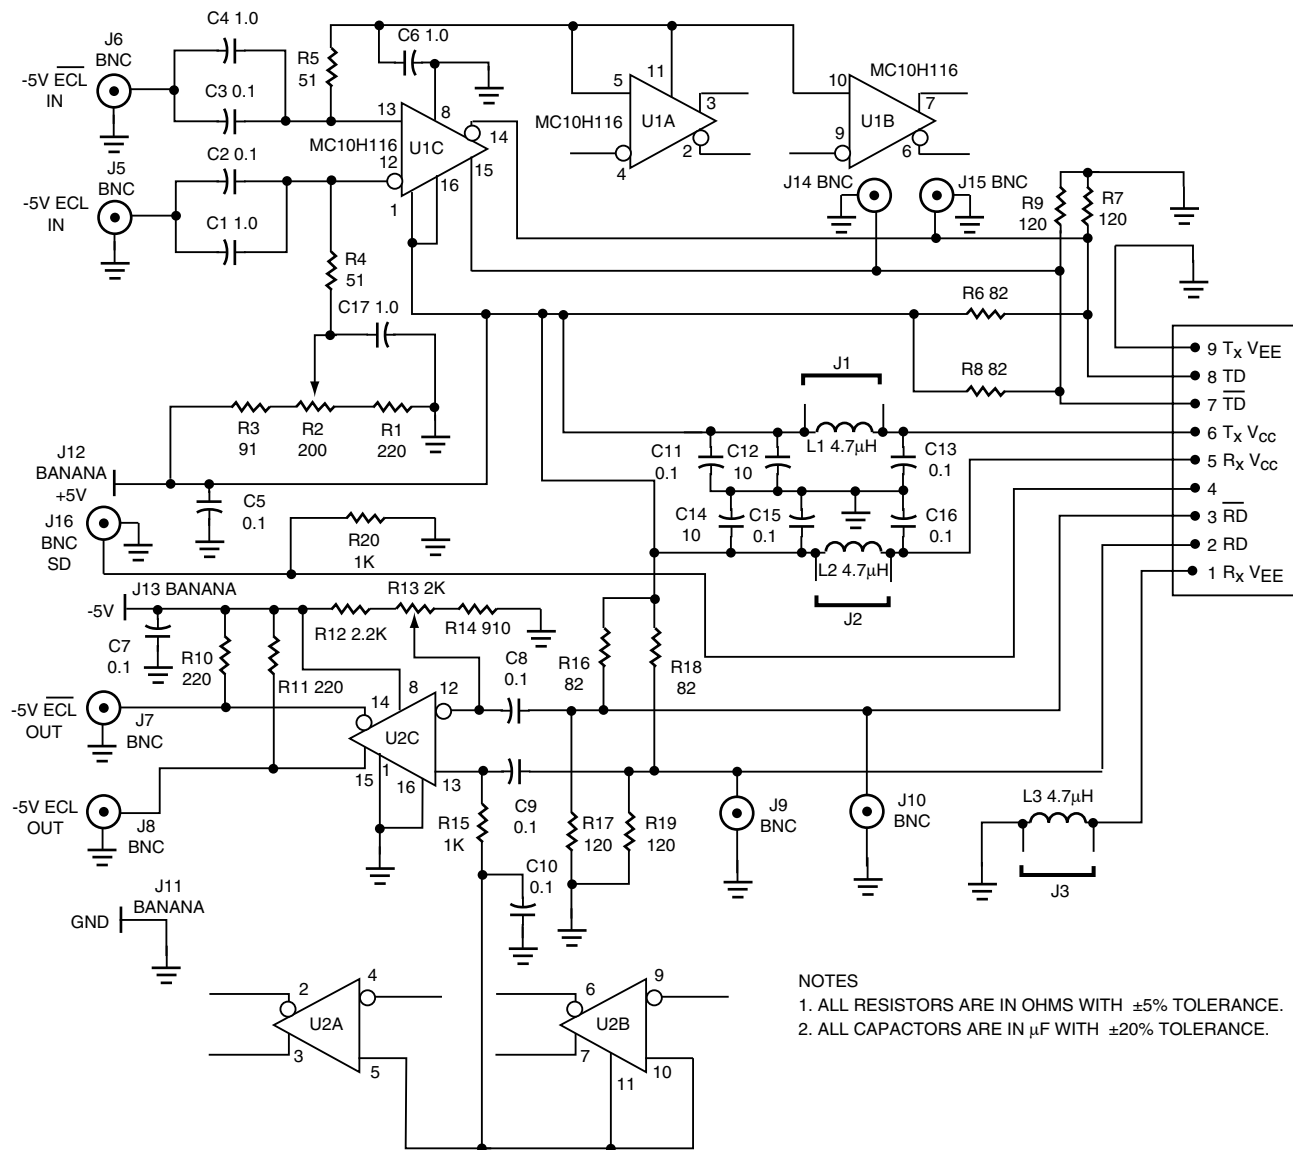 C4 1.0
J6
BNC
-5V ECL
IN
C3 0.1
R5
51
C6 1.0
13
8
MC10H116
U1C
12
14
15
16
1
C2 0.1
J5
BNC
-5V ECL
IN
C1 1.0
R4
51
C17 1.0
5
11
3
MC10H116
U1A
2
4
MC10H116
10
7
U1B
9
6
J14 BNC
J15 BNC
R9
120
R7
120
R6 82
R8 82
J1
L1 4.7μH
C11
0.1
C12
10
C13
0.1
C14
10
C15
0.1
C16
0.1
L2 4.7μH
J2
9 Tx VEE
8 TD
7 TD
6 Tx Vcc
5 Rx Vcc
4
3 RD
2 RD
1 Rx VEE
R3
91
R2
200
R1
220
J12
BANANA
+5V
C5
0.1
J16
BNC
SD
R20
1K
J13 BANANA
-5V
R13 2K
R12 2.2K
R14 910
C7
0.1
R10
220
R11 220
-5V ECL
OUT
J7
BNC
14
8
12
U2C
15
1
16
13
C8
0.1
R16
82
R18
82
-5V ECL
OUT
J8
BNC
R15
1K
C9
0.1
C10
0.1
R17
120
R19
120
J9
BNC
J10
BNC
L3 4.7μH
J3
J11
BANANA
GND
2
4
U2A
3
5
6
9
U2B
7
10
11
NOTES
1. ALL RESISTORS ARE IN OHMS WITH ±5% TOLERANCE.
2. ALL CAPACTORS ARE IN μF WITH ±20% TOLERANCE.